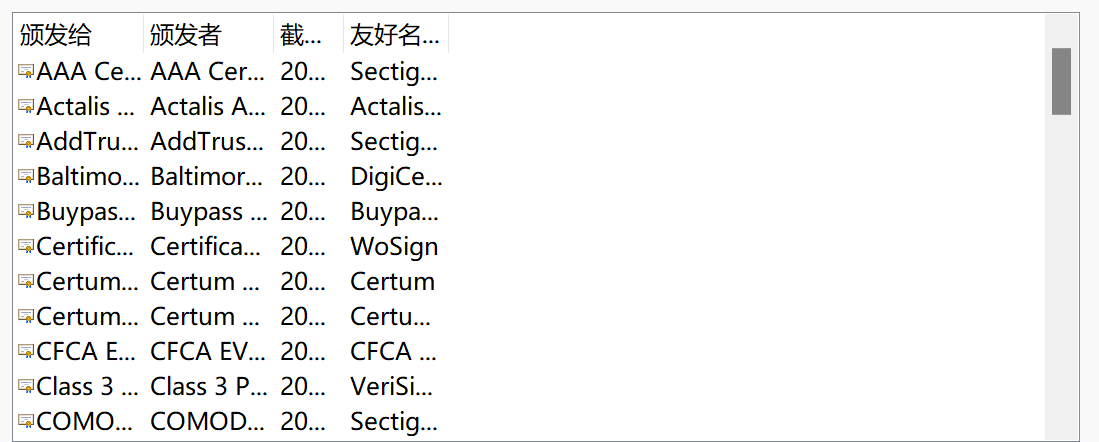 颁发给 颁发者 截... 友好名...
AAA Ce... AAA Cer... 20... Sectig...
Actalis ... Actalis A... 20... Actalis...
AddTru... AddTrus... 20... Sectig...
Baltimo... Baltimor... 20... DigiCe...
Buypas... Buypass ... 20... Buypa...
Certific... Certifica... 20... WoSign
Certum... Certum ... 20... Certum
Certum... Certum ... 20... Certu...
CFCA E... CFCA EV... 20... CFCA ...
Class 3 ... Class 3 P... 20... VeriSi...
COMO... COMOD... 20... Sectig...